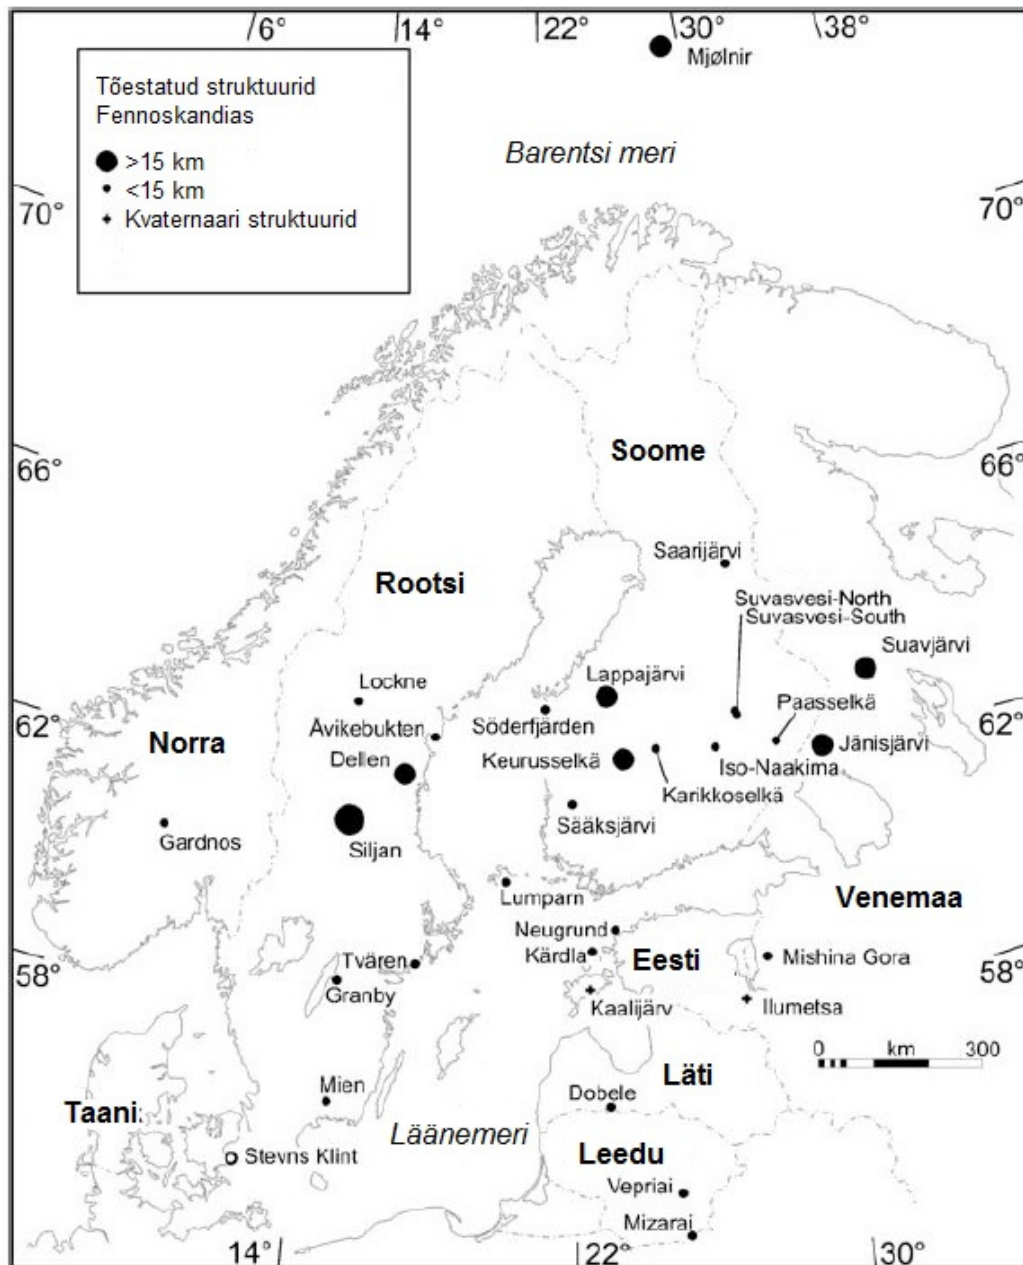 6°
14°
22°
30°
38°
Mjølnir
Tõestatud struktuurid
Fennoskandias
>15 km
<15 km
Kvaternaari struktuurid
Barentsi meri
70°
70°
Soome
66°
66°
Saarijärvi
Rootsi
Suvasvesi-North
Suvasvesi-South
Suavjärvi
Lappajärvi
Lockne
Paasselkä
62°
62°
Norra
Åvikebukten
Söderfjärden
Dellen
Keurusselkä
Jänisjärvi
Iso-Naakima
Karikkoselkä
Gardnos
Siljan
Sääksjärvi
Lumparn
Venemaa
Neugrund
Kärdla
Eesti
58°
Tvären
Mishina Gora
58°
Granby
Kaalijärv
Ilumetsa
0 km 300
Läti
Mien
Dobele
Taani:
Läänemeri
Stevns Klint
Leedu
Vepriai
Mizarai
14°
22°
30°